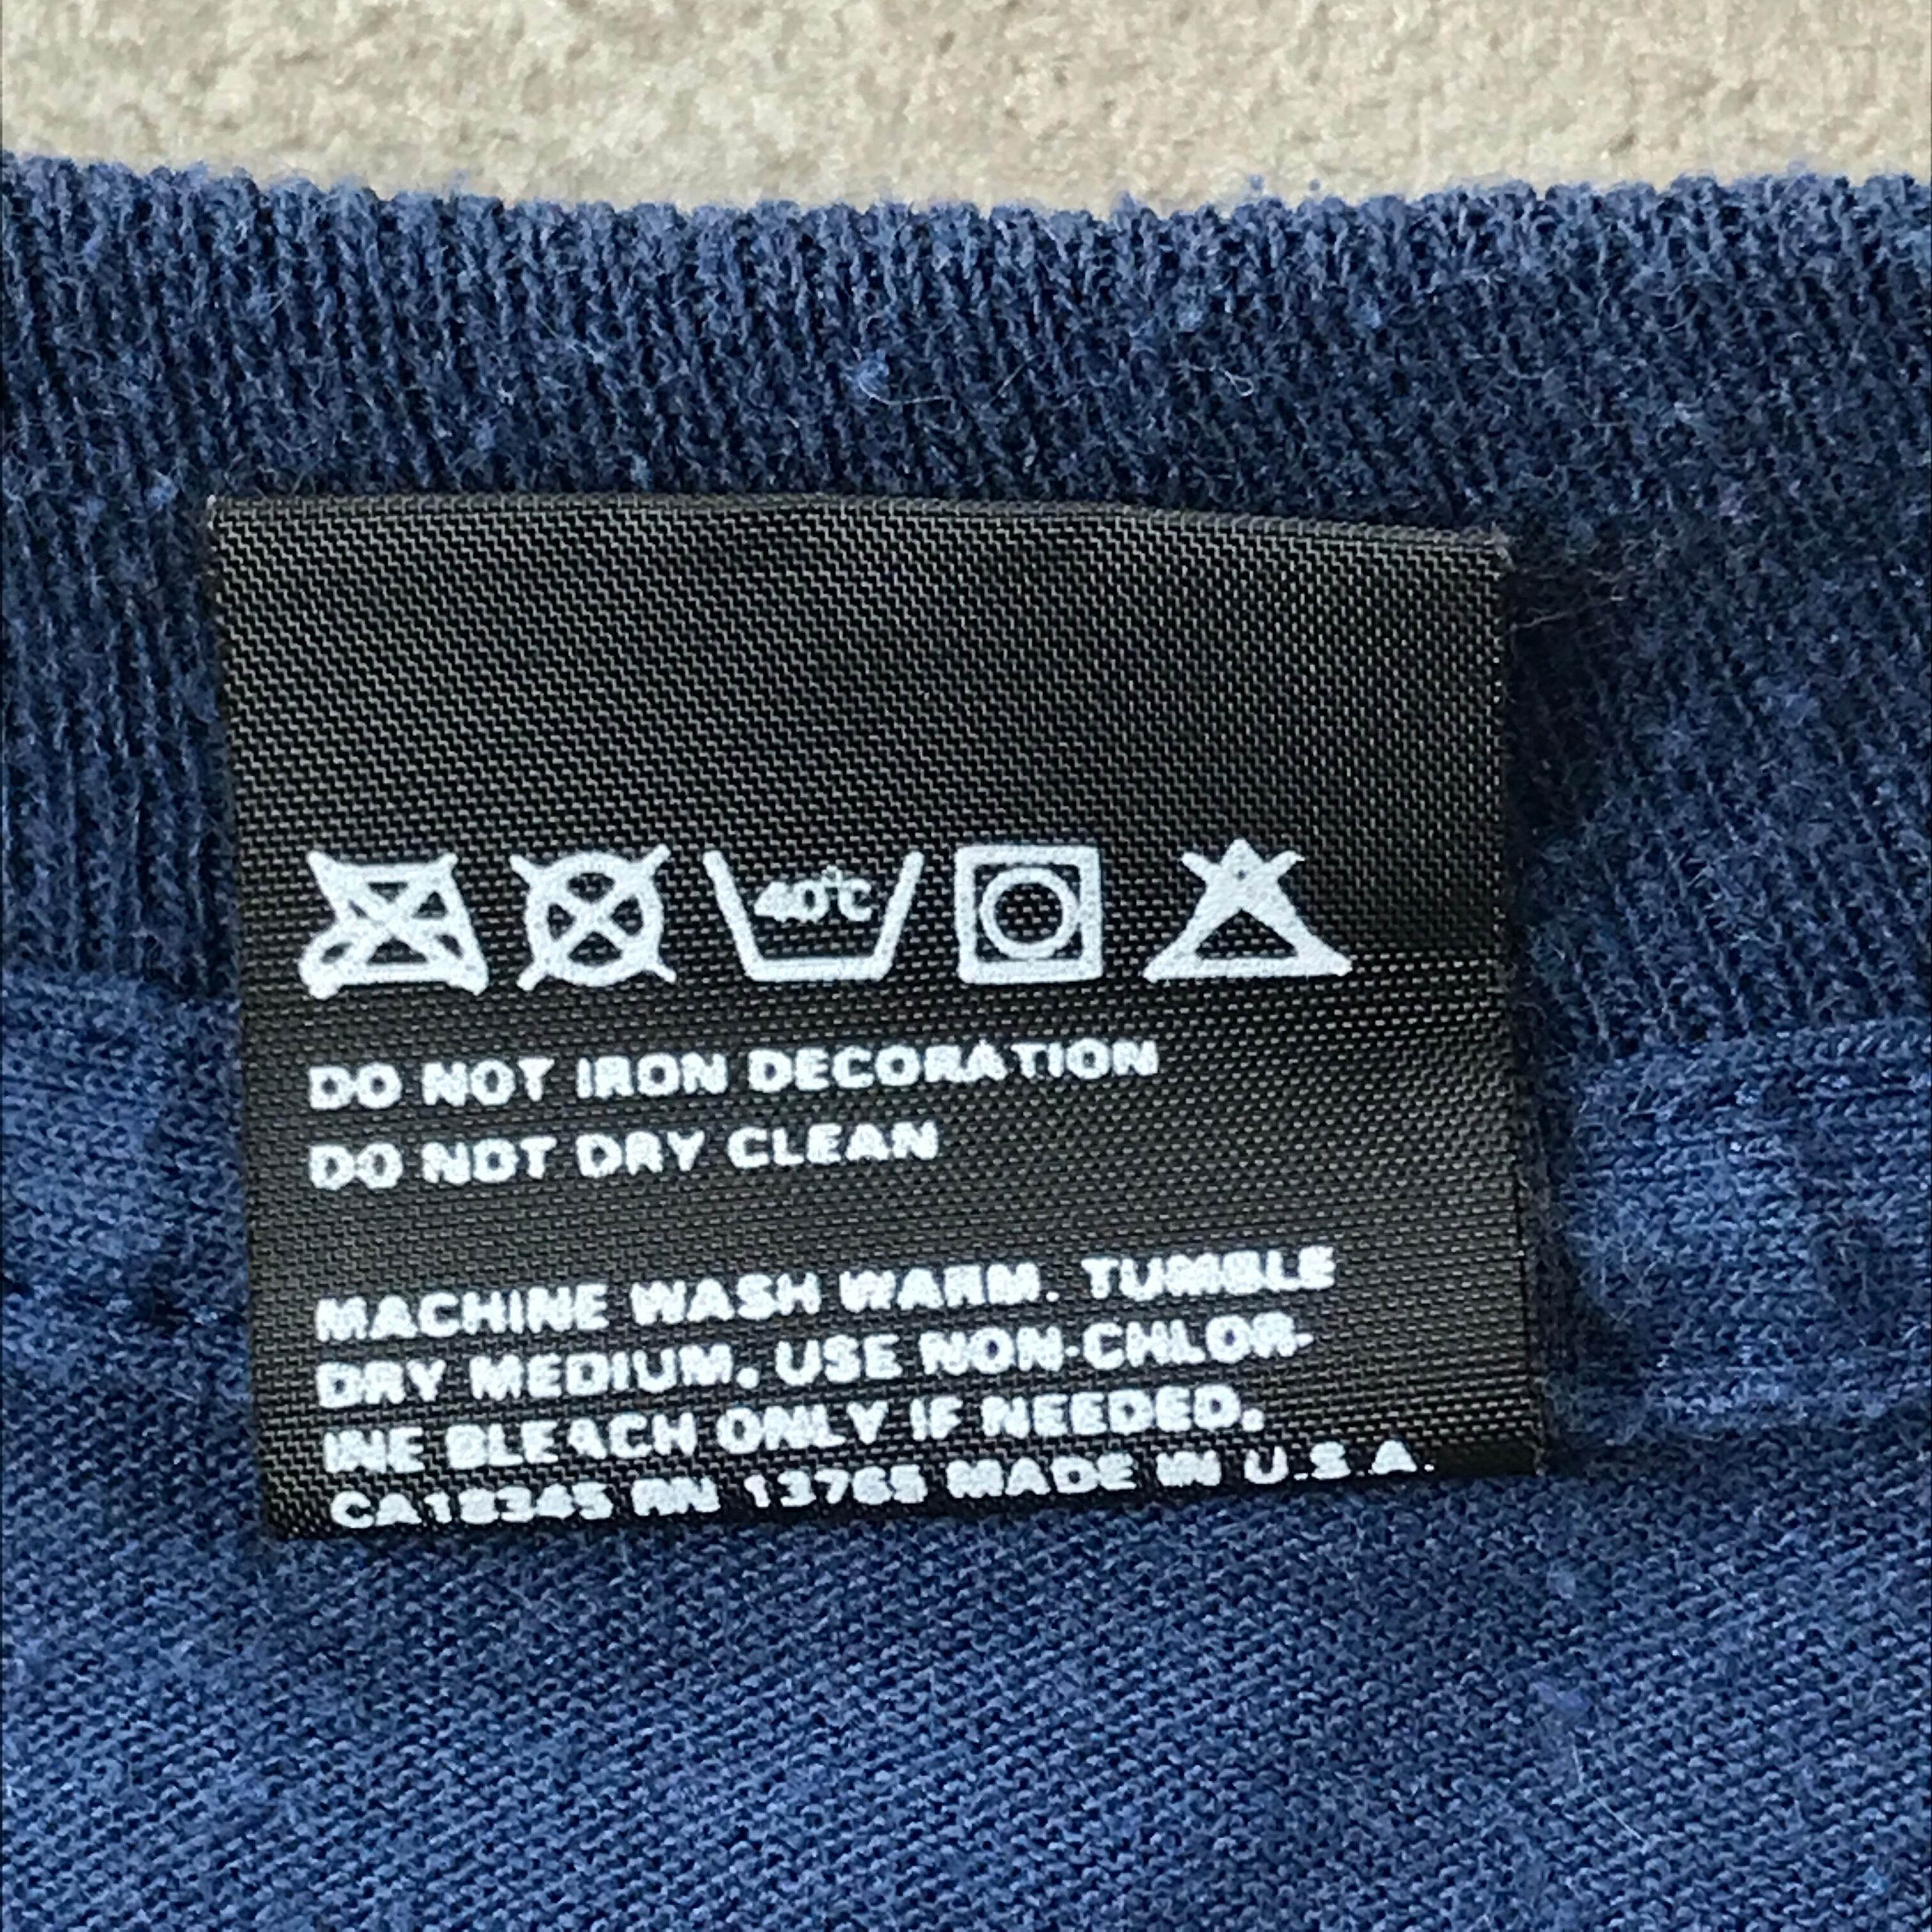 40°C
DO NOT IRON DECORATION
DO NOT DRY CLEAN
MACHINE WASH WARM. TUMBLE
DRY MEDIUM. USE NON-CHLOR-
INE BLEACH ONLY IF NEEDED.
CA18345 RN 13765 MADE IN U.S.A.